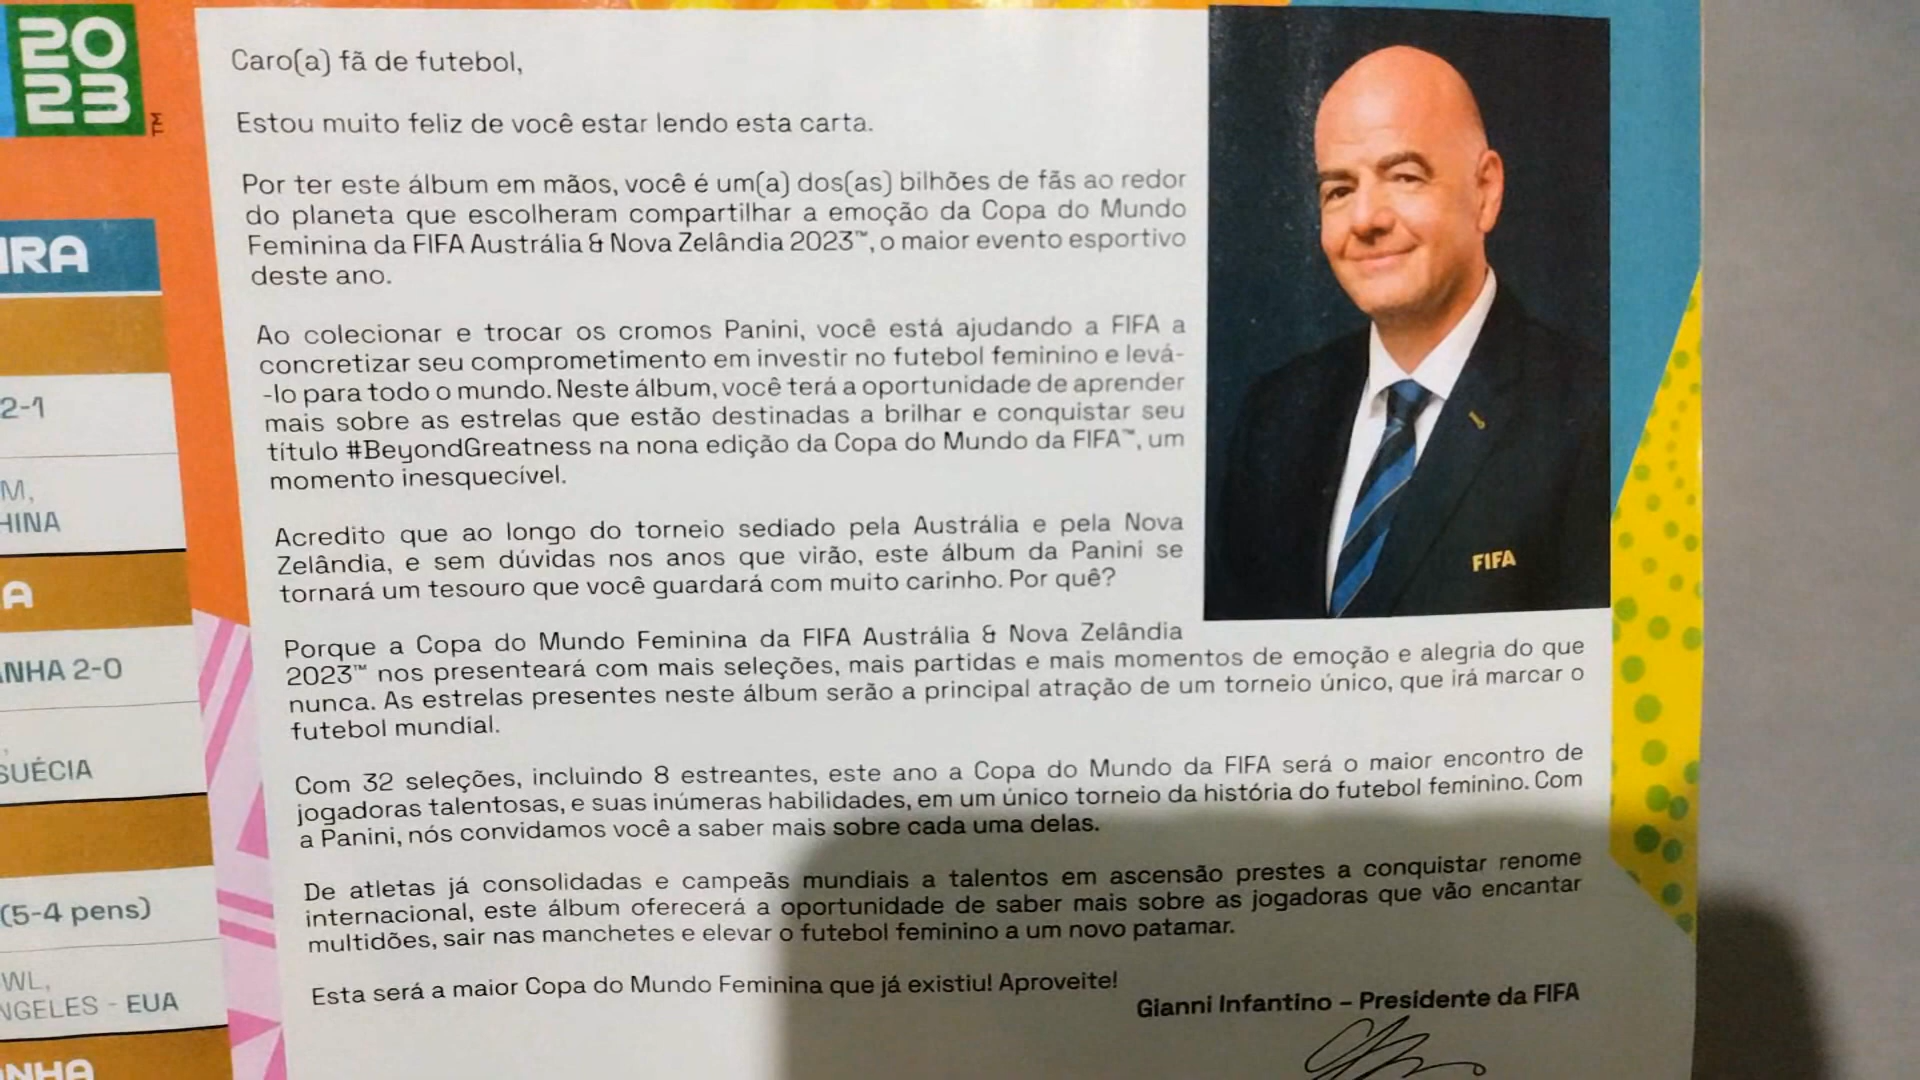 20
23
TM
IRA
2-1
M,
HINA
A
ANHA 2-0
SUÉCIA
(5-4 pens)
WL,
NGELES - EUA
NHA
Caro(a) fã de futebol,
Estou muito feliz de você estar lendo esta carta.
Por ter este álbum em mãos, você é um(a) dos(as) bilhões de fãs ao redor
do planeta que escolheram compartilhar a emoção da Copa do Mundo
Feminina da FIFA Austrália & Nova Zelândia 2023™, o maior evento esportivo
deste ano.
Ao colecionar e trocar os cromos Panini, você está ajudando a FIFA a
concretizar seu comprometimento em investir no futebol feminino e levá-
-lo para todo o mundo. Neste álbum, você terá a oportunidade de aprender
mais sobre as estrelas que estão destinadas a brilhar e conquistar seu
título #BeyondGreatness na nona edição da Copa do Mundo da FIFA™, um
momento inesquecível.
Acredito que ao longo do torneio sediado pela Austrália e pela Nova
Zelândia, e sem dúvidas nos anos que virão, este álbum da Panini se
tornará um tesouro que você guardará com muito carinho. Por quê?
Porque a Copa do Mundo Feminina da FIFA Austrália & Nova Zelândia
2023™ nos presenteará com mais seleções, mais partidas e mais momentos de emoção e alegria do que
nunca. As estrelas presentes neste álbum serão a principal atração de um torneio único, que irá marcar o
futebol mundial.
Com 32 seleções, incluindo 8 estreantes, este ano a Copa do Mundo da FIFA será o maior encontro de
jogadoras talentosas, e suas inúmeras habilidades, em um único torneio da história do futebol feminino. Com
a Panini, nós convidamos você a saber mais sobre cada uma delas.
De atletas já consolidadas e campeãs mundiais a talentos em ascensão prestes a conquistar renome
internacional, este álbum oferecerá a oportunidade de saber mais sobre as jogadoras que vão encantar
multidões, sair nas manchetes e elevar o futebol feminino a um novo patamar.
Esta será a maior Copa do Mundo Feminina que já existiu! Aproveite!
Gianni Infantino – Presidente da FIFA
FIFA